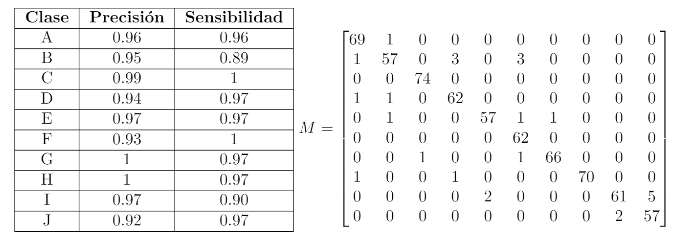 Clase Precisión Sensibilidad
A 0.96 0.96
B 0.95 0.89
C 0.99 1
D 0.94 0.97
E 0.97 0.97
F 0.93 1
G 1 0.97
H 1 0.97
I 0.97 0.90
J 0.92 0.97
M =
69 1 0 0 0 0 0 0 0 0
1 57 0 3 0 3 0 0 0 0
0 0 74 0 0 0 0 0 0 0
1 1 0 62 0 0 0 0 0 0
0 1 0 0 57 1 1 0 0 0
0 0 0 0 0 62 0 0 0 0
0 0 1 0 0 1 66 0 0 0
1 0 0 1 0 0 0 70 0 0
0 0 0 0 2 0 0 0 61 5
0 0 0 0 0 0 0 0 2 57